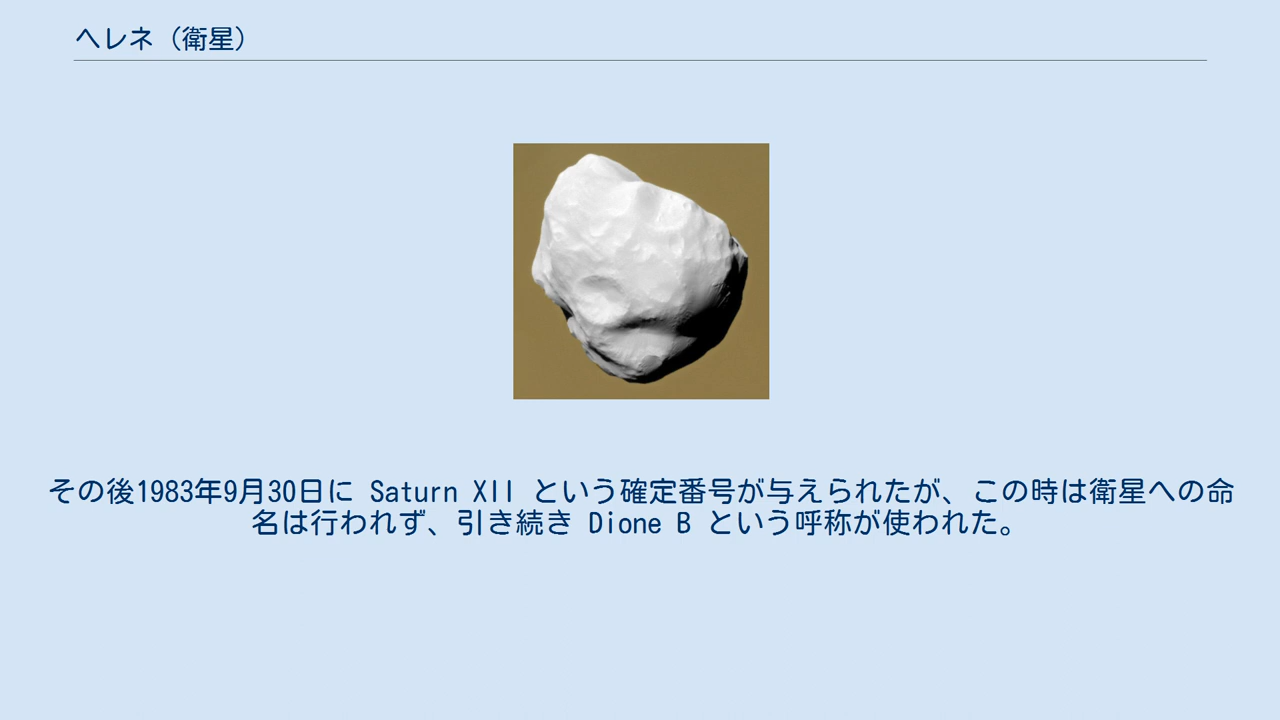 ヘレネ（衛星）
その後1983年9月30日に Saturn XII という確定番号が与えられたが、この時は衛星への命
名は行われず、引き続き Dione B という呼称が使われた。